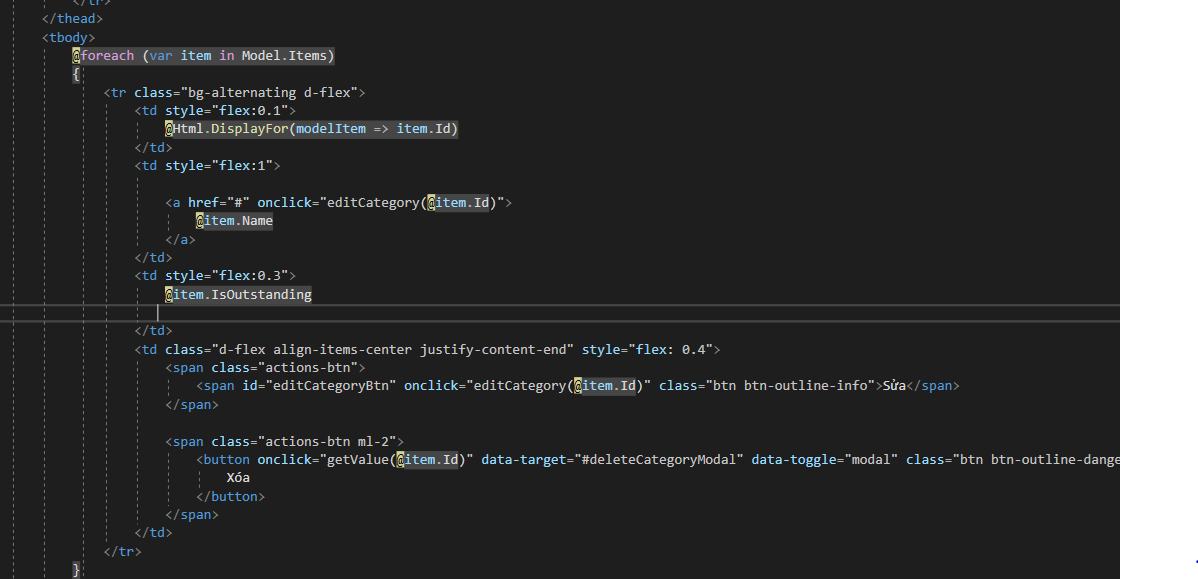 </tr>
</thead>
<tbody>
@foreach (var item in Model.Items)
{
<tr class="bg-alternating d-flex">
<td style="flex:0.1">
@Html.DisplayFor(modelItem => item.Id)
</td>
<td style="flex:1">
<a href="#" onclick="editCategory(@item.Id)">
@item.Name
</a>
</td>
<td style="flex:0.3">
@item.IsOutstanding
</td>
<td class="d-flex align-items-center justify-content-end" style="flex: 0.4">
<span class="actions-btn">
<span id="editCategoryBtn" onclick="editCategory(@item.Id)" class="btn btn-outline-info">Sửa</span>
</span>
<span class="actions-btn ml-2">
<button onclick="getValue(@item.Id)" data-target="#deleteCategoryModal" data-toggle="modal" class="btn btn-outline-dange
Xóa
</button>
</span>
</td>
</tr>
}